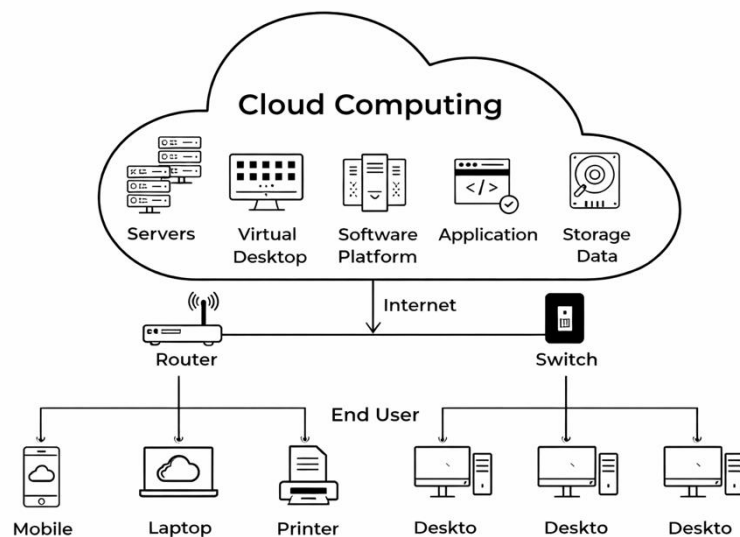 Cloud Computing
Servers
Virtual
Desktop
Software
Platform
</>
Application
Storage
Data
Internet
Router
Switch
End User
Mobile
Laptop
Printer
Deskto
Deskto
Deskto